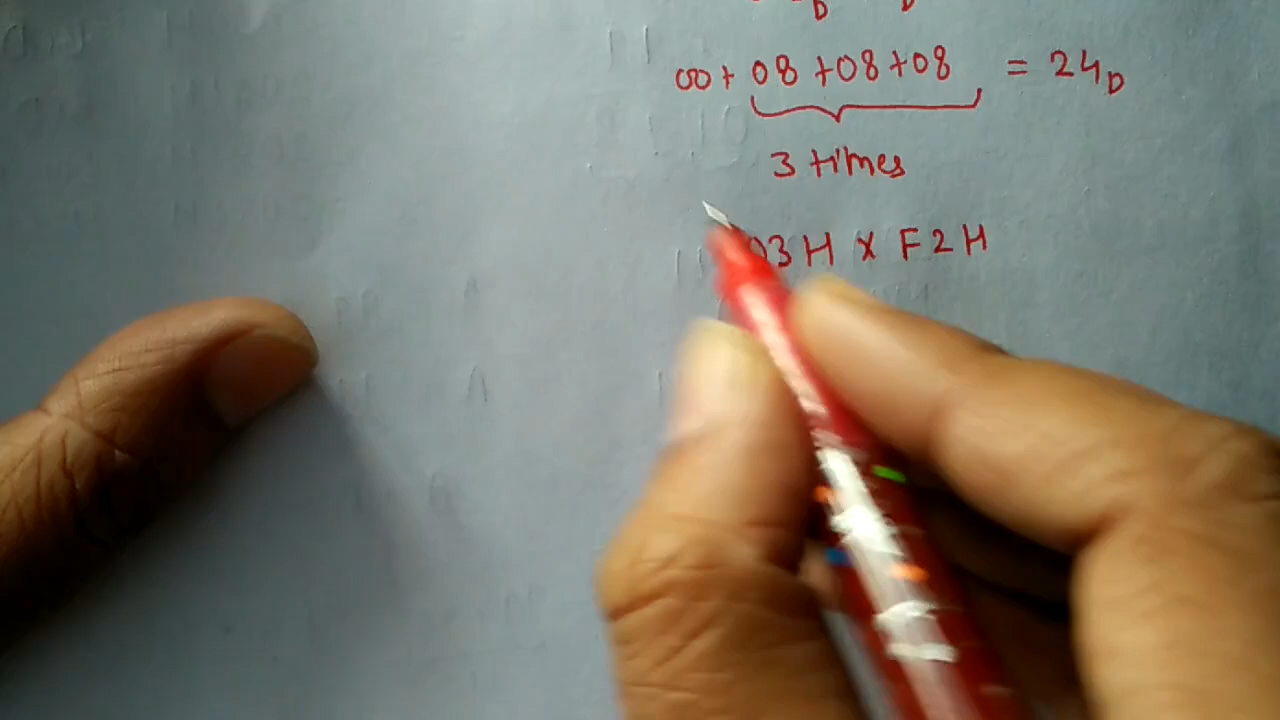 00 + 08 + 08 + 08 = 24D
3 times
03H X F2H